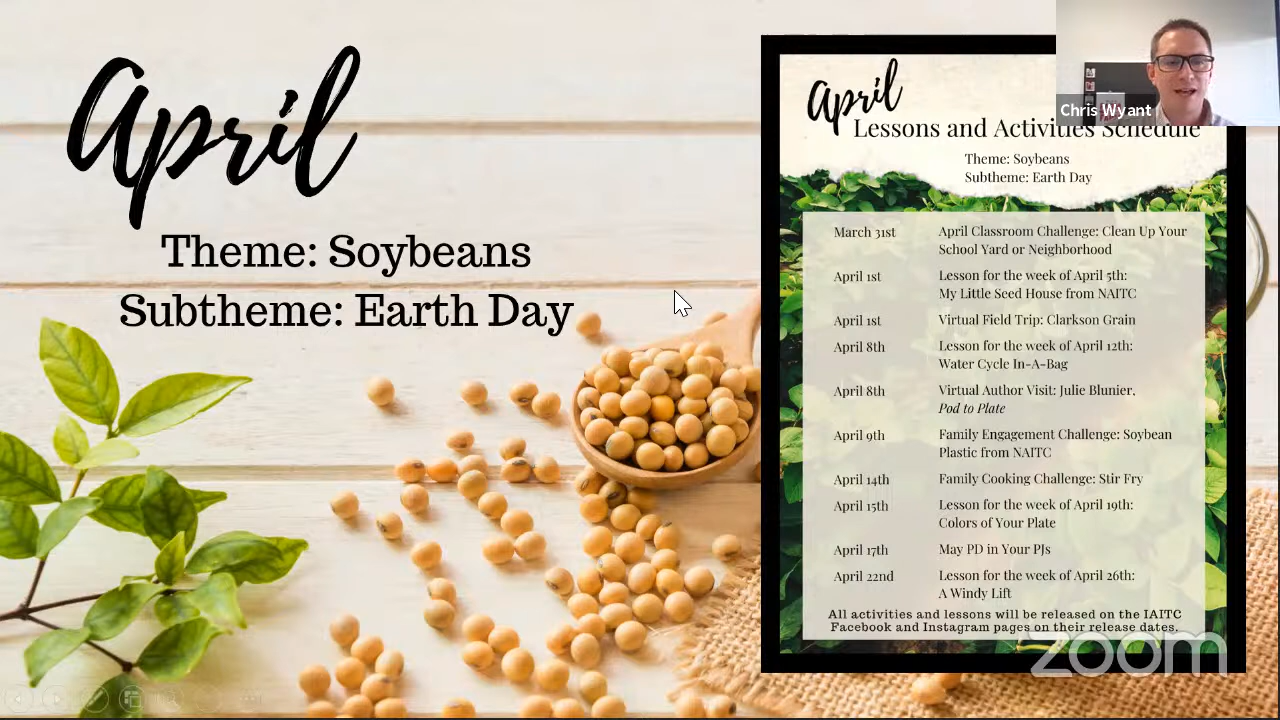 April
Theme: Soybeans
Subtheme: Earth Day
April
Lessons and Activities Schedule
Theme: Soybeans
Subtheme: Earth Day
March 31st April Classroom Challenge: Clean Up Your
School Yard or Neighborhood
April 1st Lesson for the week of April 5th:
My Little Seed House from NAITC
April 1st Virtual Field Trip: Clarkson Grain
April 8th Lesson for the week of April 12th:
Water Cycle In-A-Bag
April 8th Virtual Author Visit: Julie Blunier,
Pod to Plate
April 9th Family Engagement Challenge: Soybean
Plastic from NAITC
April 14th Family Cooking Challenge: Stir Fry
April 15th Lesson for the week of April 19th:
Colors of Your Plate
April 17th May PD in Your PJs
April 22nd Lesson for the week of April 26th:
A Windy Lift
All activities and lessons will be released on the IAITC
Facebook and Instagram pages on their release dates.
Chris Wyant
zoom